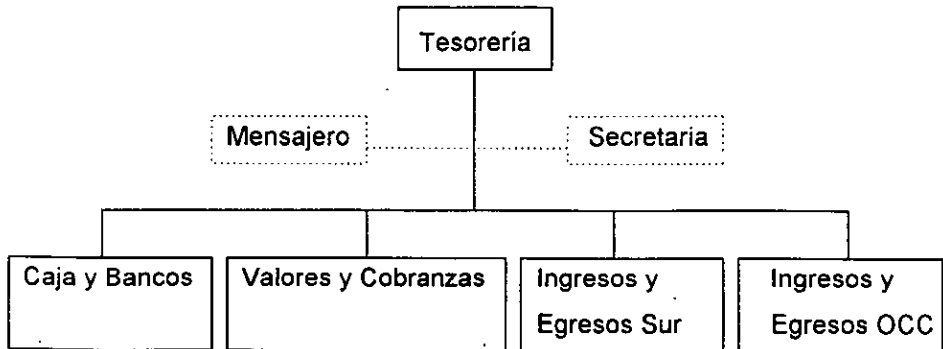 Tesorería
Mensajero
Secretaria
Caja y Bancos
Valores y Cobranzas
Ingresos y
Egresos Sur
Ingresos y
Egresos OCC